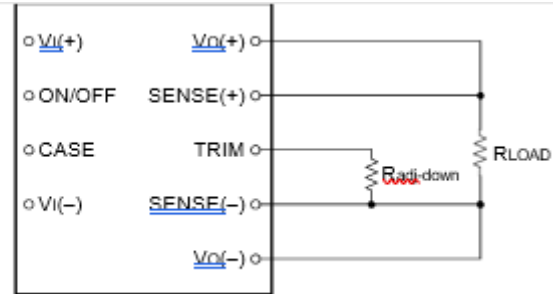 VI(+) VO(+)
ON/OFF SENSE(+)
CASE TRIM RLOAD
Radj-down
VI(–) SENSE(–)
VO(–)